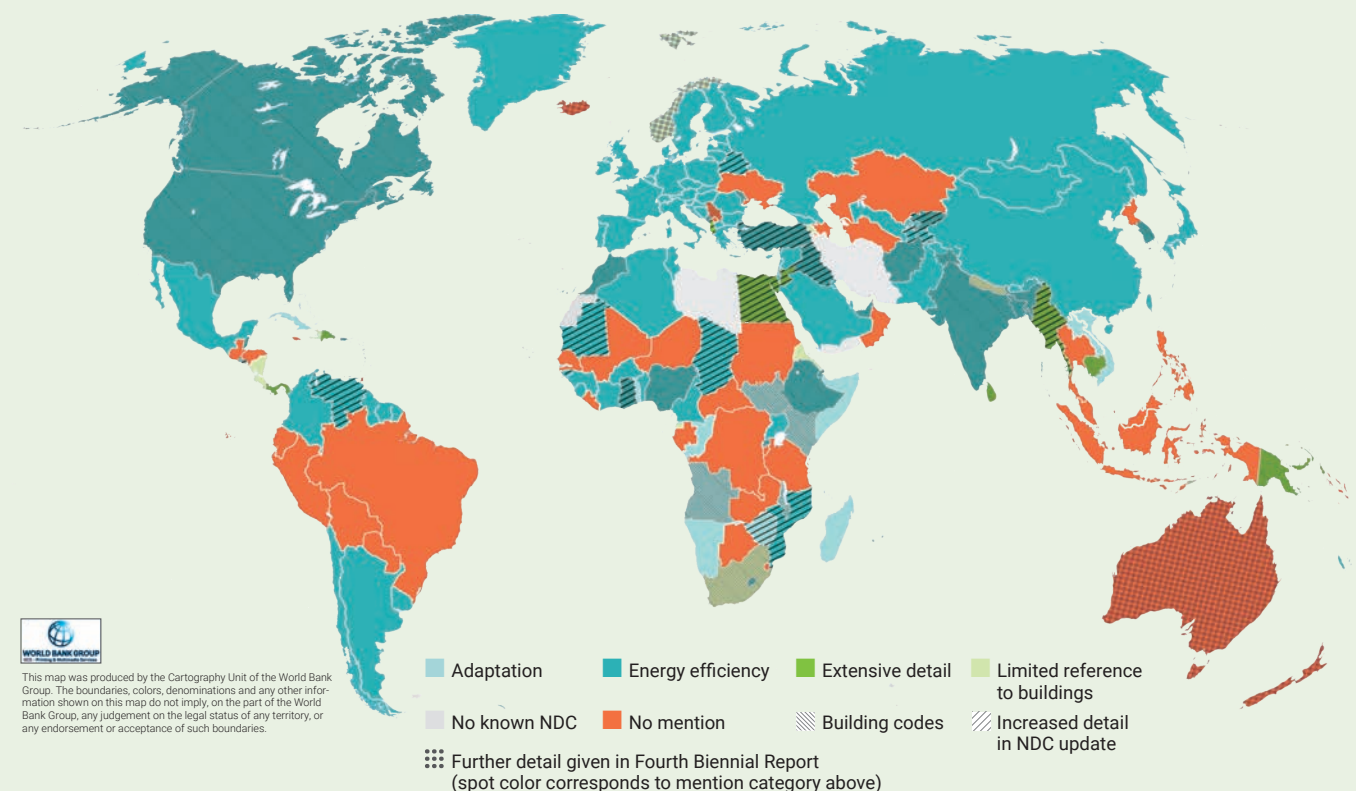 WORLD BANK GROUP
This map was produced by the Cartography Unit of the World Bank
Group. The boundaries, colors, denominations and any other infor-
mation shown on this map do not imply, on the part of the World
Bank Group, any judgement on the legal status of any territory, or
any endorsement or acceptance of such boundaries.
Adaptation
Energy efficiency
Extensive detail
Limited reference
to buildings
No known NDC
No mention
Building codes
Increased detail
in NDC update
Further detail given in Fourth Biennial Report
(spot color corresponds to mention category above)